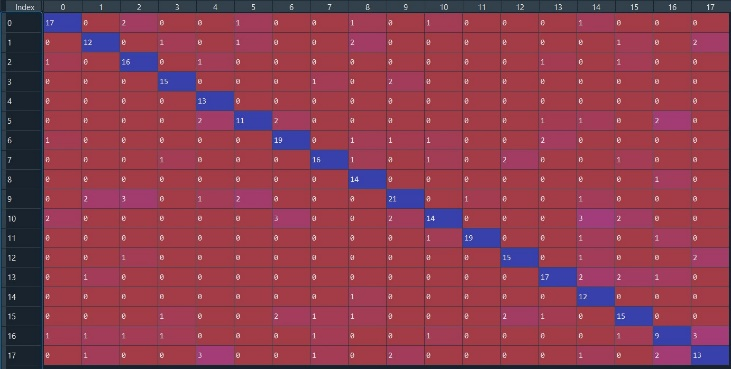 Index 0 1 2 3 4 5 6 7 8 9 10 11 12 13 14 15 16 17
0 17 0 2 0 0 1 0 0 1 0 1 0 0 0 1 0 0 0
1 0 12 0 1 0 1 0 0 2 0 0 0 0 0 0 1 0 2
2 1 0 16 0 1 0 0 0 0 0 0 0 0 1 0 1 0 0
3 0 0 0 15 0 0 0 1 0 2 0 0 0 0 0 0 0 0
4 0 0 0 0 13 0 0 0 0 0 0 0 0 0 0 0 0 0
5 0 0 0 0 2 11 2 0 0 0 0 0 0 1 1 0 2 0
6 1 0 0 0 0 0 19 0 1 1 1 0 0 2 0 0 0 0
7 0 0 0 1 0 0 0 16 1 0 1 0 2 0 0 1 0 0
8 0 0 0 0 0 0 0 0 14 0 0 0 0 0 0 0 1 0
9 0 2 3 0 1 2 0 0 0 21 0 1 0 0 1 0 0 0
10 2 0 0 0 0 0 3 0 0 2 14 0 0 0 3 2 0 0
11 0 0 0 0 0 0 0 0 0 0 1 19 0 0 1 0 1 0
12 0 0 1 0 0 0 0 0 0 0 0 0 15 0 1 0 0 2
13 0 1 0 0 0 0 0 0 0 0 0 0 0 17 2 2 1 0
14 0 0 0 0 0 0 0 0 1 0 0 0 0 0 12 0 0 0
15 0 0 0 1 0 0 2 1 1 0 0 0 2 1 0 15 0 0
16 1 1 1 1 0 0 0 1 0 0 1 0 0 0 0 1 9 3
17 0 1 0 0 3 0 0 1 0 2 0 0 0 0 1 0 2 13